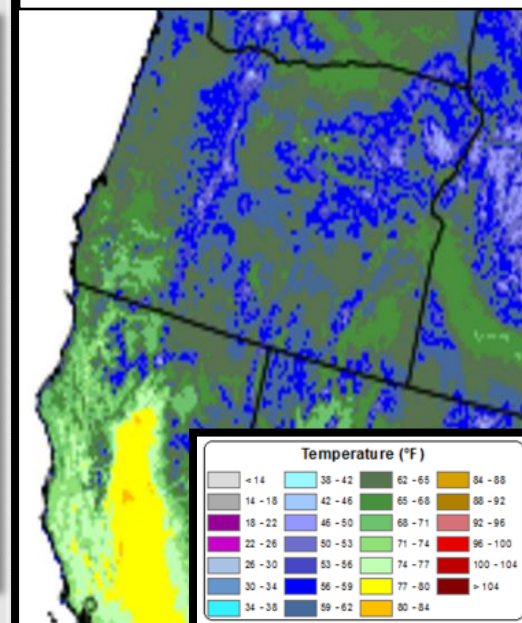 Temperature (°F)
< 14 38 - 42 62 - 65 84 - 88
14 - 18 42 - 46 65 - 68 88 - 92
18 - 22 46 - 50 68 - 71 92 - 96
22 - 26 50 - 53 71 - 74 96 - 100
26 - 30 53 - 56 74 - 77 100 - 104
30 - 34 56 - 59 77 - 80 > 104
34 - 38 59 - 62 80 - 84